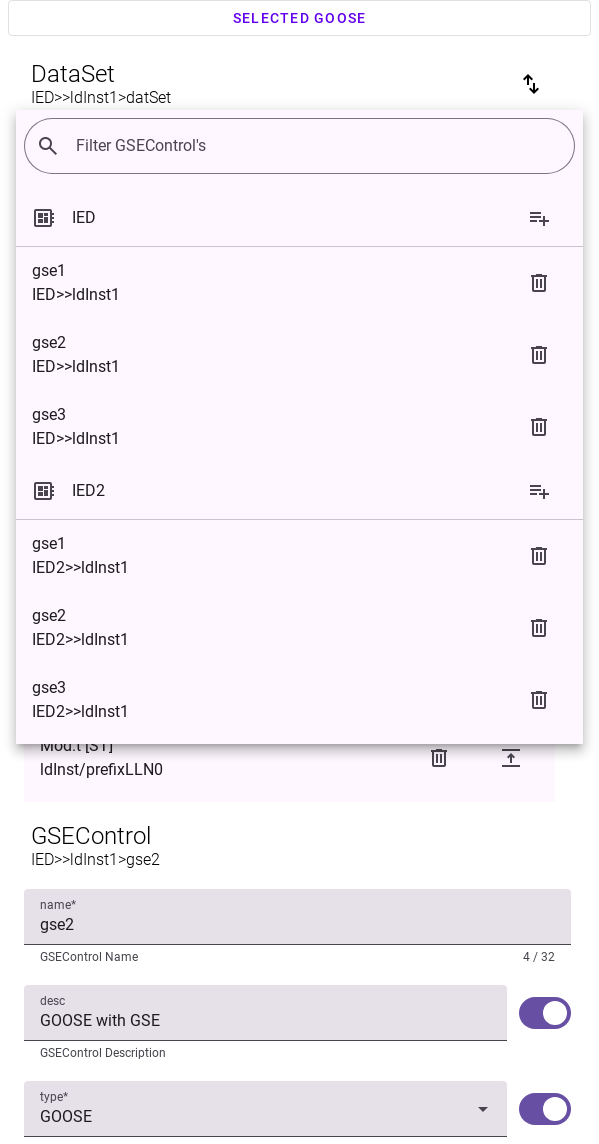 SELECTED GOOSE
DataSet
IED>>ldInst1>datSet
Filter GSEControl's
IED
gse1
IED>>ldInst1
gse2
IED>>ldInst1
gse3
IED>>ldInst1
IED2
gse1
IED2>>ldInst1
gse2
IED2>>ldInst1
gse3
IED2>>ldInst1
Mod.t [ST]
ldInst/prefixLLN0
GSEControl
IED>>ldInst1>gse2
name*
gse2
GSEControl Name 4 / 32
desc
GOOSE with GSE
GSEControl Description
type*
GOOSE